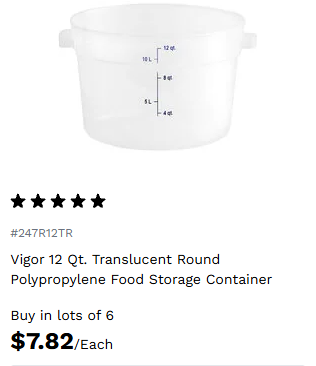 12 qt.
10 L
8 qt.
5 L
4 qt.
#247R12TR
Vigor 12 Qt. Translucent Round
Polypropylene Food Storage Container
Buy in lots of 6
$7.82/Each